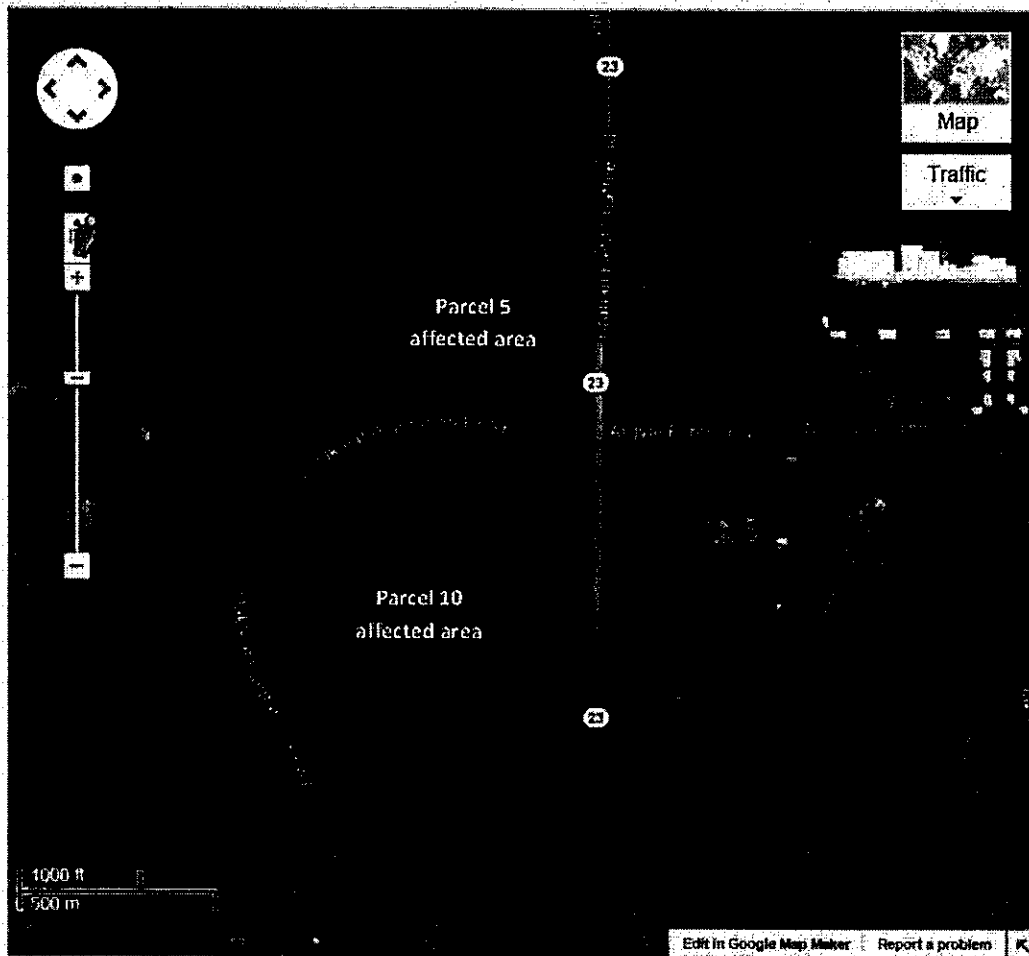 23
Map
Traffic
Parcel 5
affected area
23
Parcel 10
affected area
23
1000 ft
500 m
Edit in Google Map Maker
Report a problem